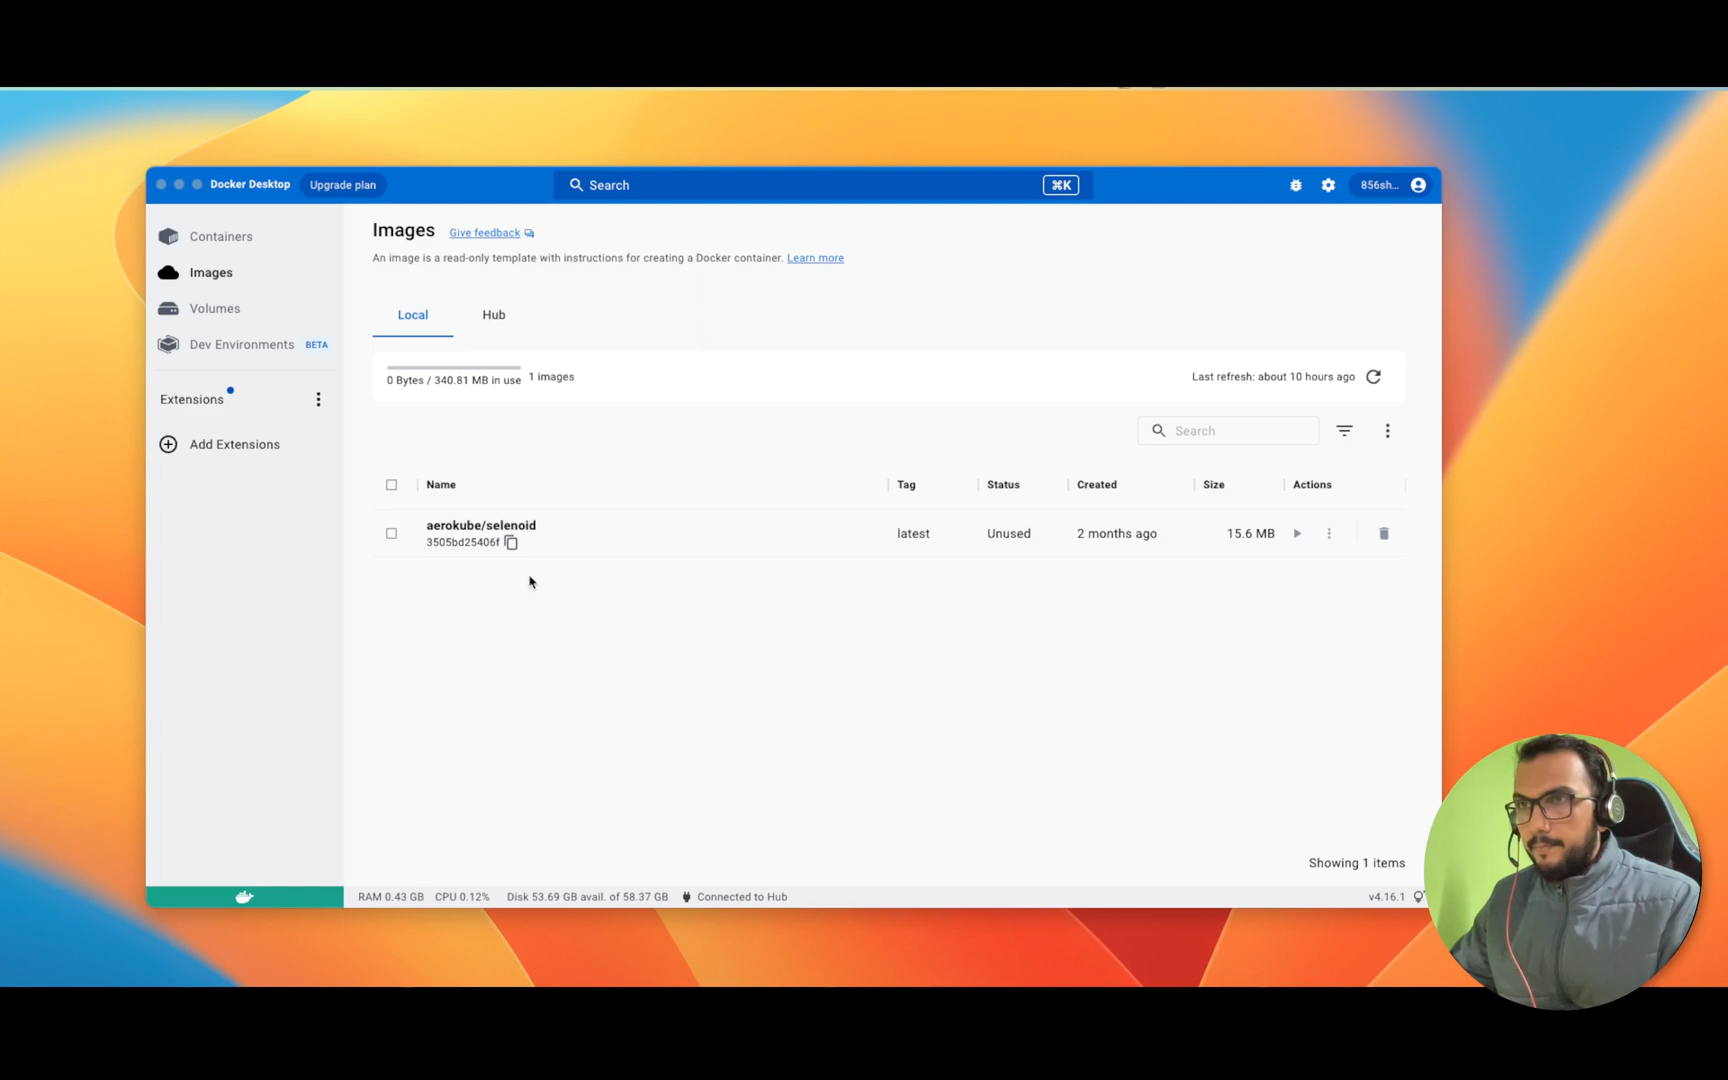 Docker Desktop Upgrade plan Search ⌘K 856sh...
Containers
Images
Volumes
Dev Environments BETA
Extensions
Add Extensions
Images Give feedback
An image is a read-only template with instructions for creating a Docker container. Learn more
Local Hub
0 Bytes / 340.81 MB in use 1 images Last refresh: about 10 hours ago
Search
Name Tag Status Created Size Actions
aerokube/selenoid
3505bd25406f
latest Unused 2 months ago 15.6 MB
Showing 1 items
RAM 0.43 GB CPU 0.12% Disk 53.69 GB avail. of 58.37 GB Connected to Hub v4.16.1